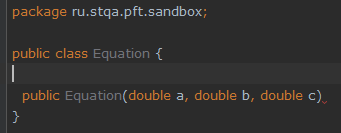 package ru.stqa.pft.sandbox;
public class Equation {
public Equation(double a, double b, double c)
}